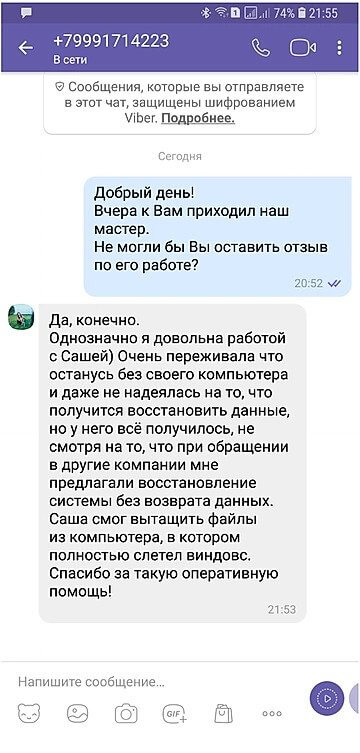 74% 21:55
+79991714223
В сети
Сообщения, которые вы отправляете
в этот чат, защищены шифрованием
Viber. Подробнее.
Сегодня
Добрый день!
Вчера к Вам приходил наш
мастер.
Не могли бы Вы оставить отзыв
по его работе?
20:52
Да, конечно.
Однозначно я довольна работой
с Сашей) Очень переживала что
останусь без своего компьютера
и даже не надеялась на то, что
получится восстановить данные,
но у него всё получилось, не
смотря на то, что при обращении
в другие компании мне
предлагали восстановление
системы без возврата данных.
Саша смог вытащить файлы
из компьютера, в котором
полностью слетел виндовс.
Спасибо за такую оперативную
помощь!
21:53
Напишите сообщение...
GIF